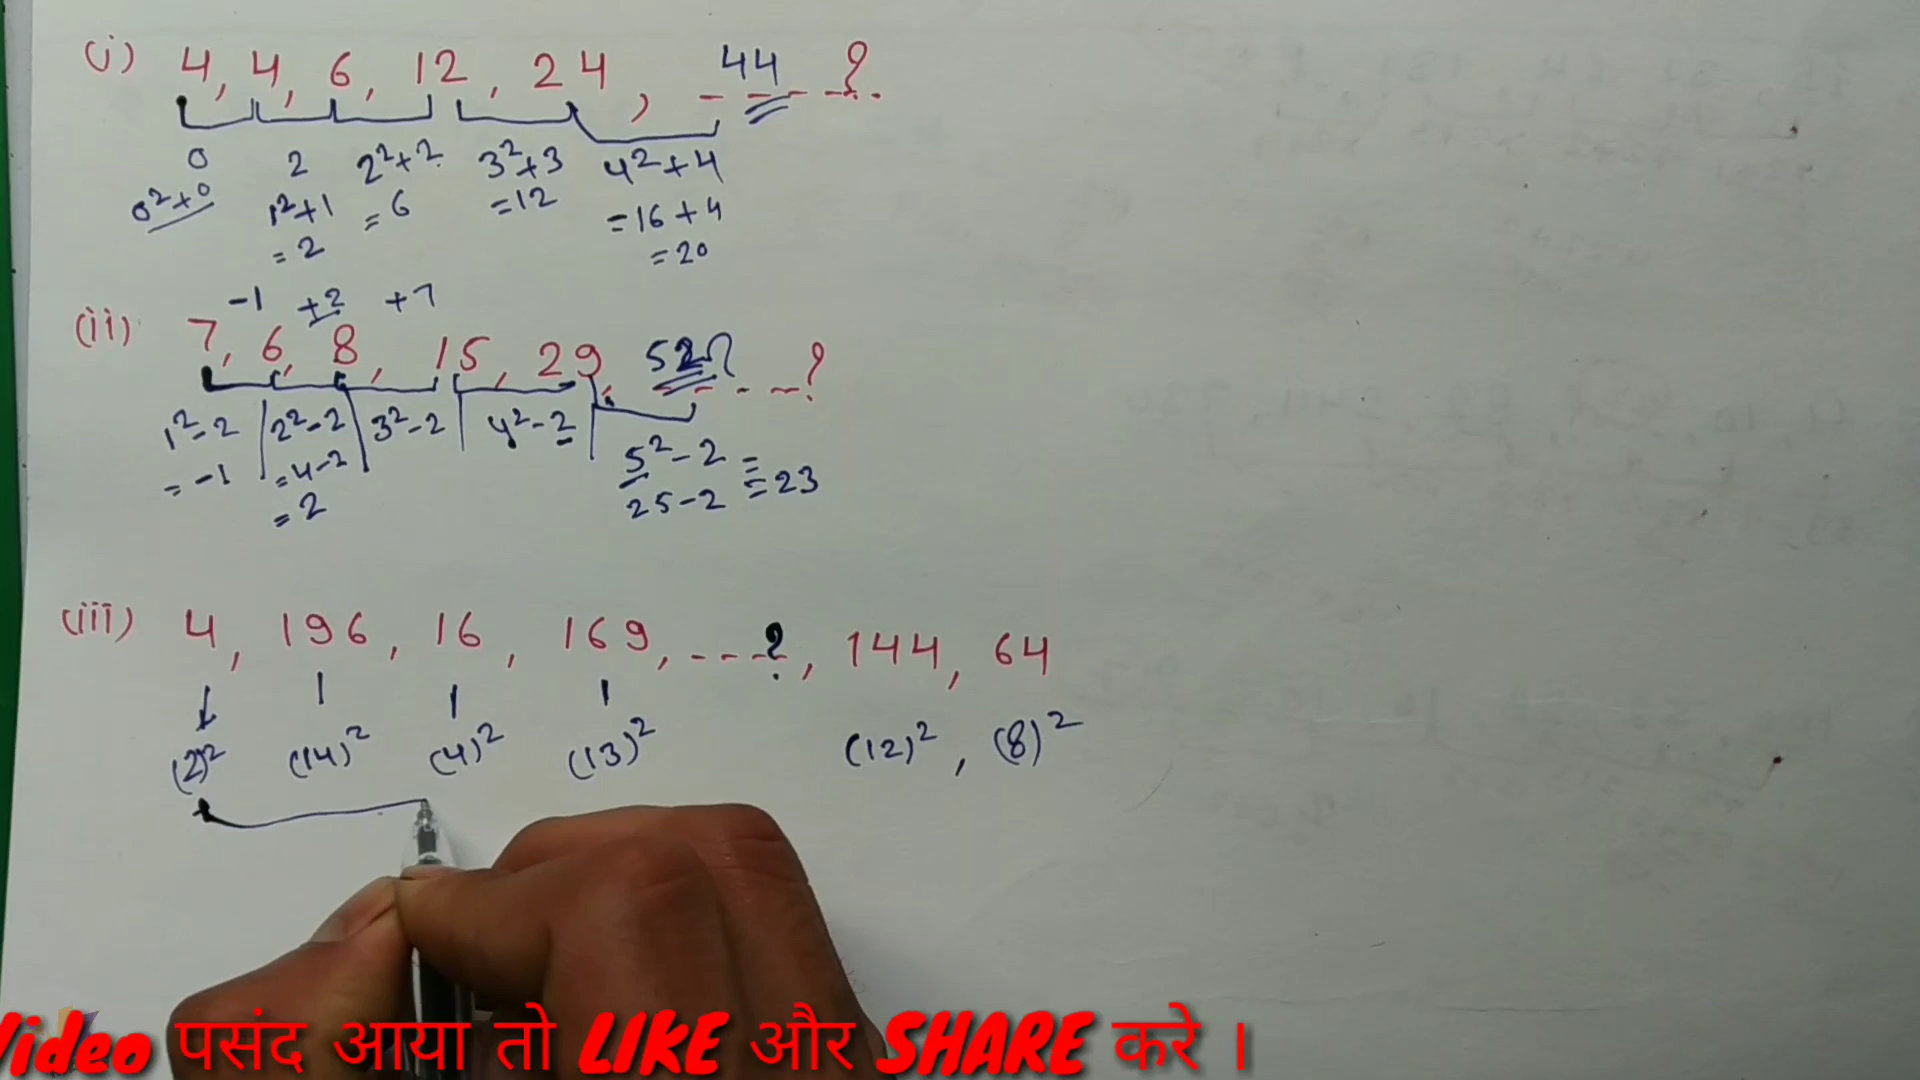 (i) 4, 4, 6, 12, 24, 44 ?
0 2 2²+2 3²+3 4²+4
0²+0 1²+1 = 6 =12 =16+4
=2 =20
-1 +2 +7
(ii) 7, 6, 8, 15, 29, 52? ---?
1²-2 2²-2 3²-2 4²-2 5²-2 =
=-1 =4-2 25-2 =23
=2
(iii) 4, 196, 16, 169, ---?, 144, 64
(2)² (14)² (4)² (13)² (12)², (8)²
Video पसंद आया तो LIKE और SHARE करे ।